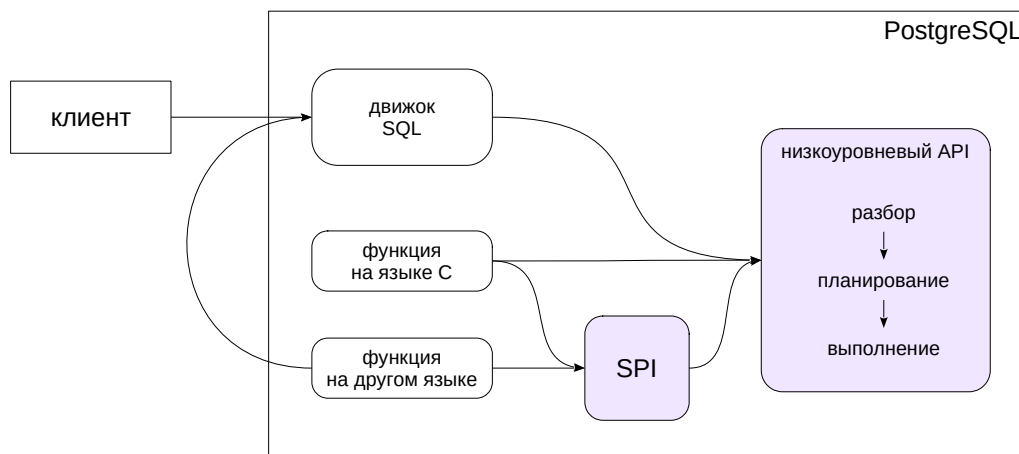 PostgreSQL
клиент
движок
SQL
низкоуровневый API
разбор
функция
на языке C
планирование
функция
на другом языке
SPI
выполнение